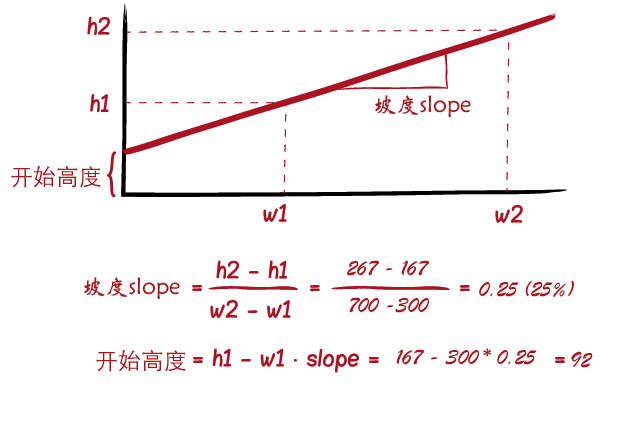 h2
h1
坡度slope
开始高度
w1
w2
坡度slope = h2 - h1 / w2 - w1 = 267 - 167 / 700 - 300 = 0.25 (25%)
开始高度 = h1 - w1 · slope = 167 - 300 * 0.25 = 92